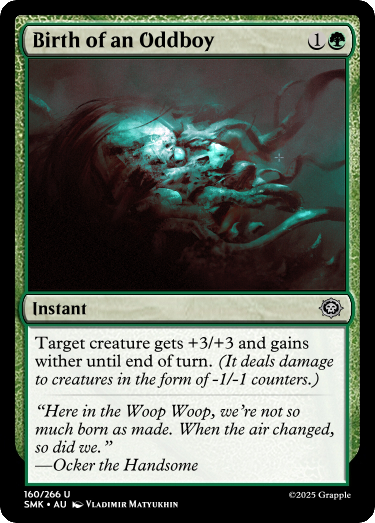 Birth of an Oddboy 1
Instant
Target creature gets +3/+3 and gains
wither until end of turn. (It deals damage
to creatures in the form of -1/-1 counters.)
“Here in the Woop Woop, we’re not so
much born as made. When the air changed,
so did we.”
—Ocker the Handsome
160/266 U
SMK • AU Vladimir Matyukhin ©2025 Grapple